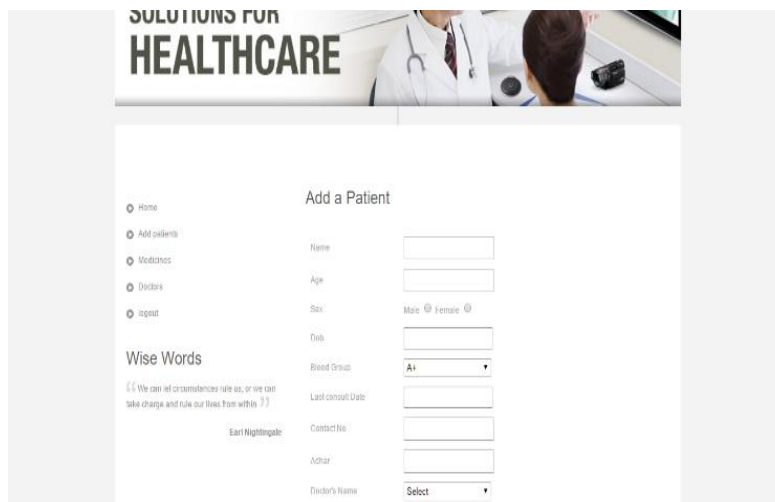 SOLUTIONS FOR
HEALTHCARE
Home
Add patients
Medicines
Doctors
logout
Wise Words
“ We can let circumstances rule us, or we can
take charge and rule our lives from within ”
Earl Nightingale
Add a Patient
Name
Age
Sex Male Female
Dob
Blood Group A+
Last consult Date
Contact No
Adhar
Doctor's Name Select